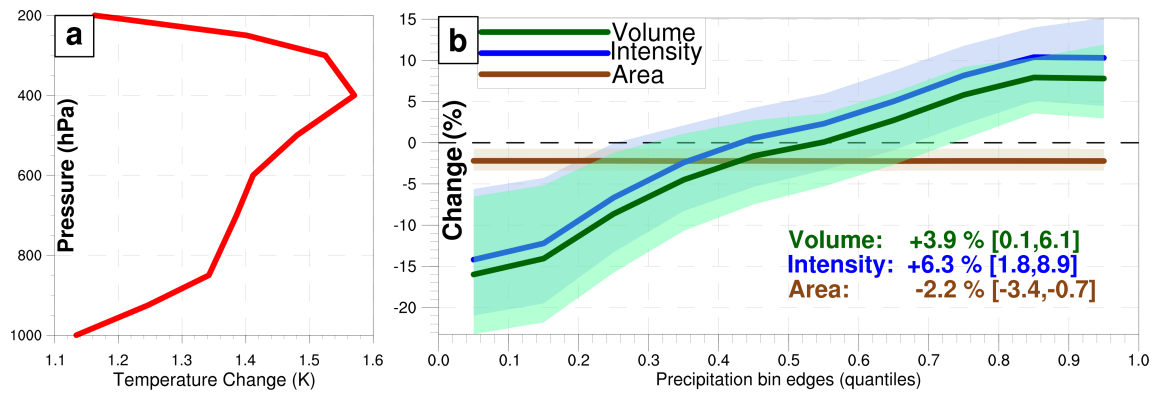 a
Pressure (hPa)
200
400
600
800
1000
1.1 1.2 1.3 1.4 1.5 1.6
Temperature Change (K)
b
Volume
Intensity
Area
Change (%)
15
10
5
0
-5
-10
-15
-20
Volume: +3.9 % [0.1,6.1]
Intensity: +6.3 % [1.8,8.9]
Area: -2.2 % [-3.4,-0.7]
0.0 0.1 0.2 0.3 0.4 0.5 0.6 0.7 0.8 0.9 1.0
Precipitation bin edges (quantiles)